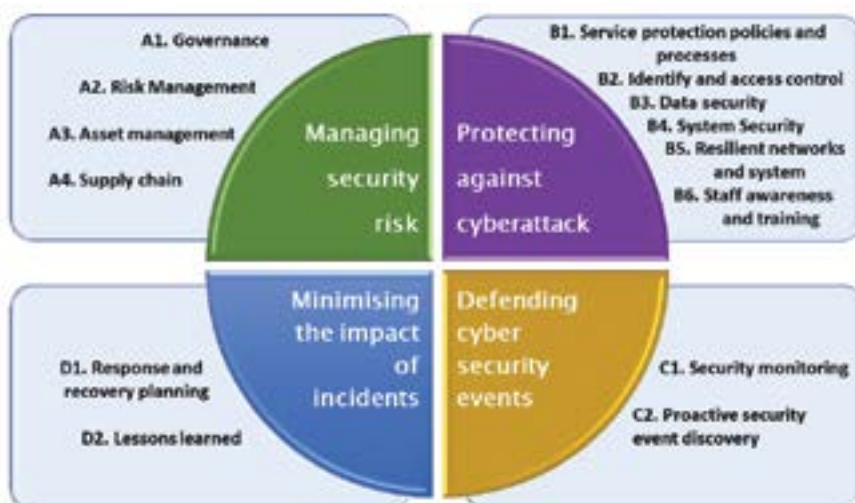 A1. Governance
A2. Risk Management
A3. Asset management
A4. Supply chain
Managing
security
risk
B1. Service protection policies and
processes
B2. Identify and access control
B3. Data security
B4. System Security
B5. Resilient networks
and system
B6. Staff awareness
and training
Protecting
against
cyberattack
D1. Response and
recovery planning
D2. Lessons learned
Minimising
the impact
of
incidents
Defending
cyber
security
events
C1. Security monitoring
C2. Proactive security
event discovery